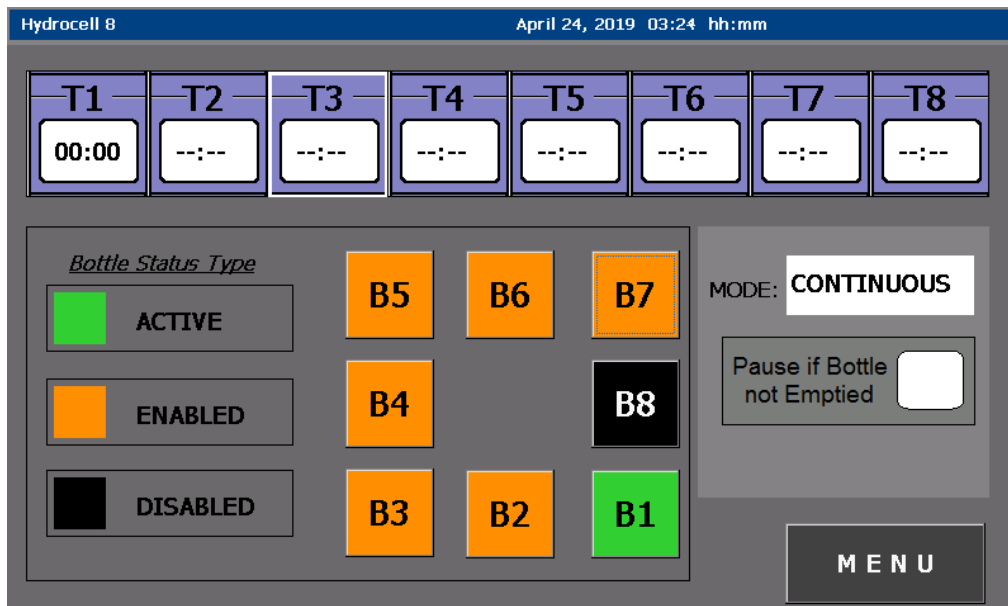 Hydrocell 8 April 24, 2019 03:24 hh:mm
T1 T2 T3 T4 T5 T6 T7 T8
00:00 --:-- --:-- --:-- --:-- --:-- --:-- --:--
Bottle Status Type
ACTIVE
ENABLED
DISABLED
B5 B6 B7
B4 B8
B3 B2 B1
MODE: CONTINUOUS
Pause if Bottle
not Emptied
MENU